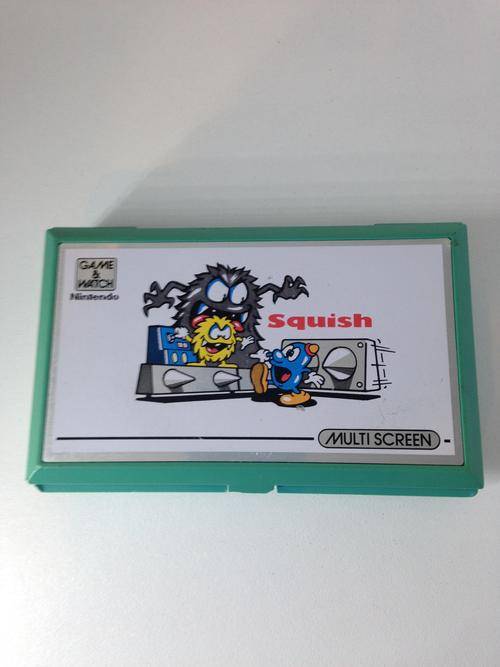 GAME
&
WATCH
Nintendo
Squish
MULTI SCREEN